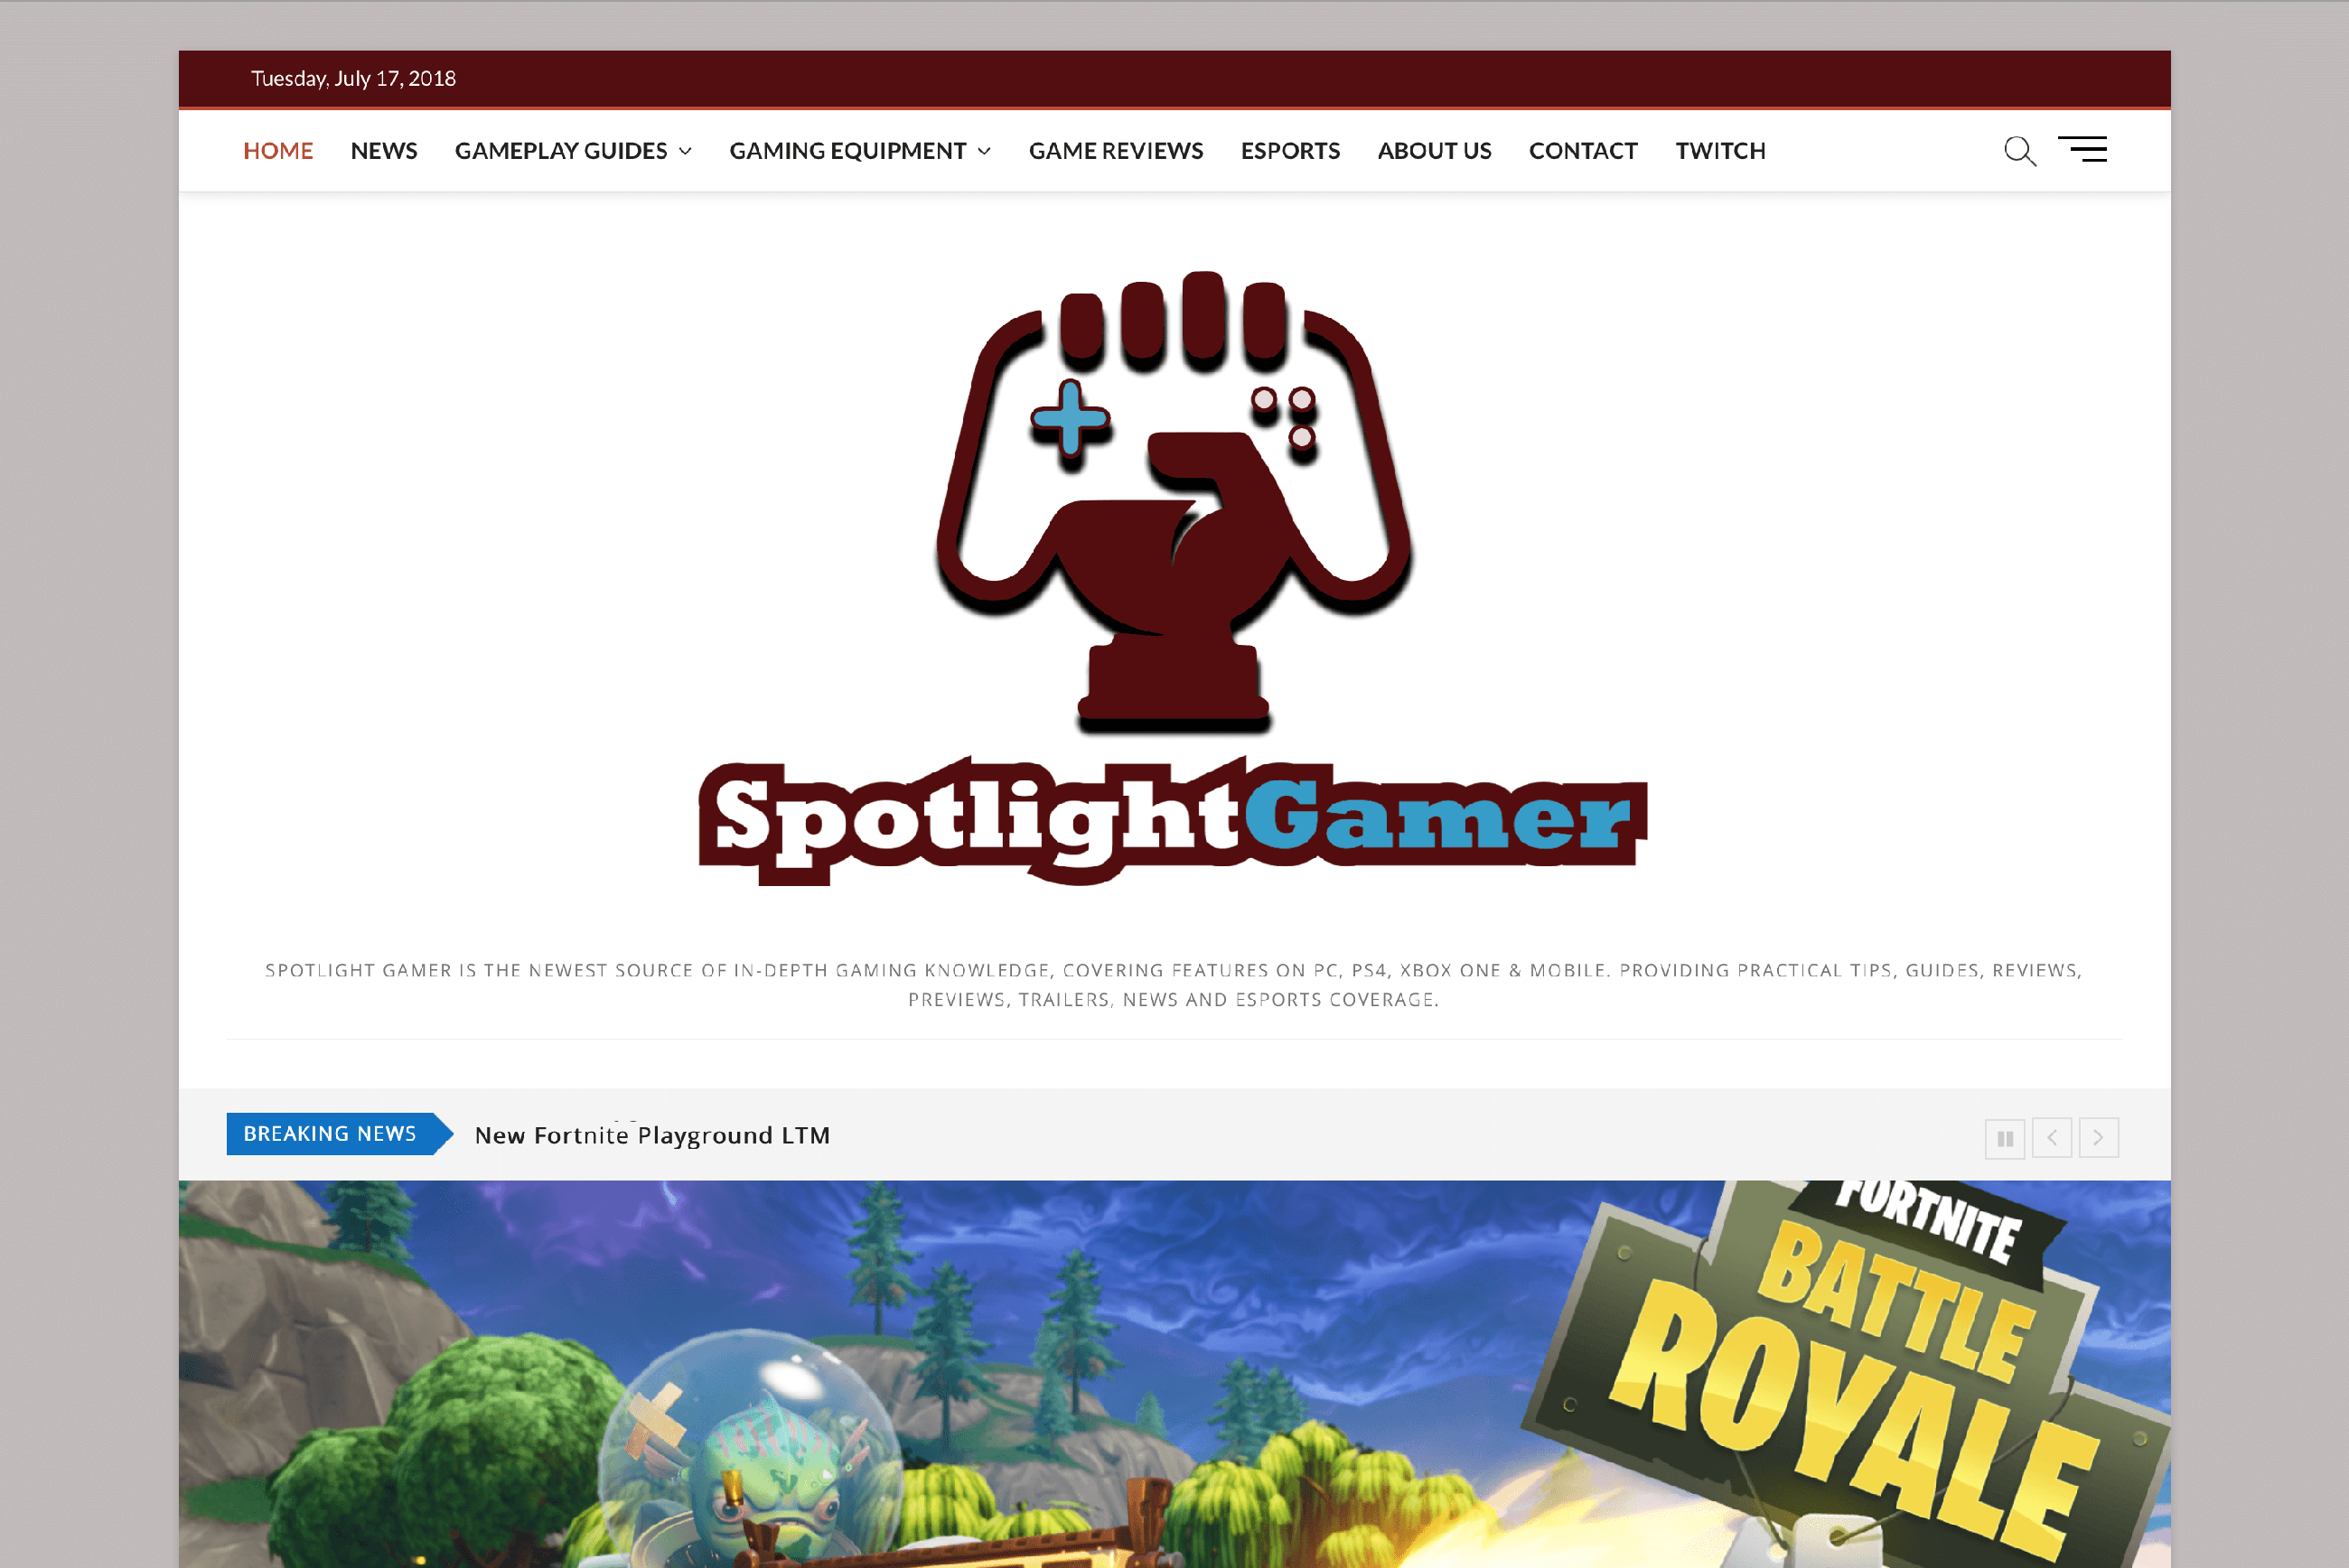 Tuesday, July 17, 2018
HOME NEWS GAMEPLAY GUIDES GAMING EQUIPMENT GAME REVIEWS ESPORTS ABOUT US CONTACT TWITCH
SpotlightGamer
SPOTLIGHT GAMER IS THE NEWEST SOURCE OF IN-DEPTH GAMING KNOWLEDGE, COVERING FEATURES ON PC, PS4, XBOX ONE & MOBILE. PROVIDING PRACTICAL TIPS, GUIDES, REVIEWS,
PREVIEWS, TRAILERS, NEWS AND ESPORTS COVERAGE.
BREAKING NEWS New Fortnite Playground LTM
FORTNITE
BATTLE
ROYALE